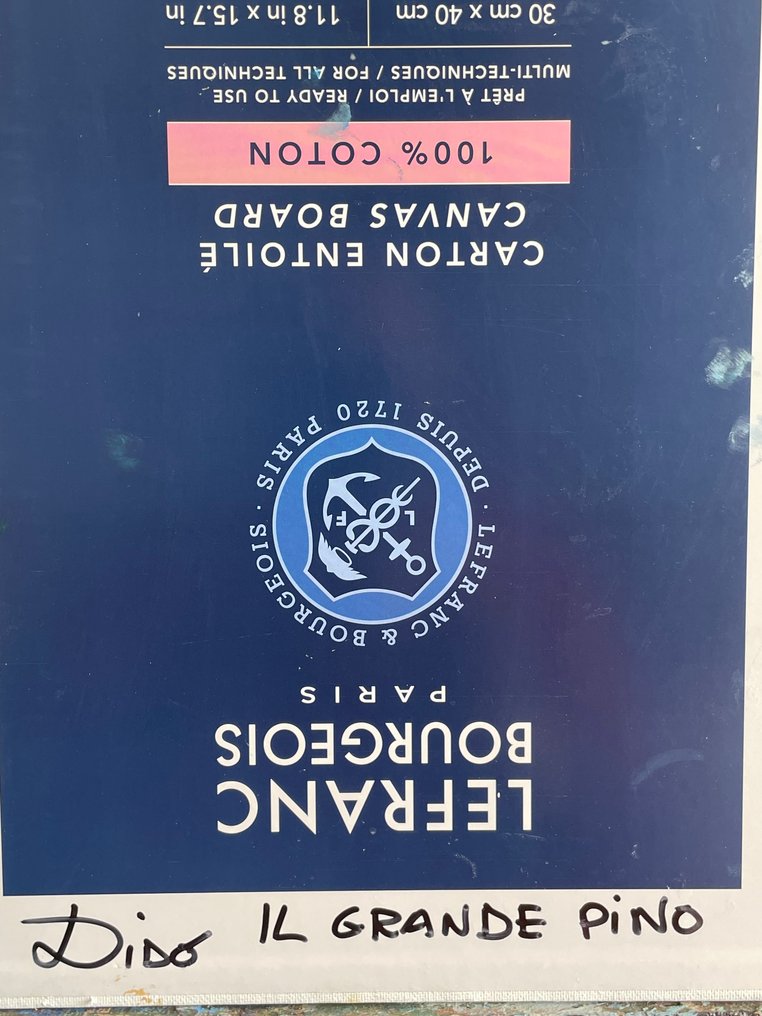 LEFRANC
BOURGEOIS
PARIS
LEFRANC & BOURGEOIS · DEPUIS 1720 PARIS ·
L F
CARTON ENTOILÉ
CANVAS BOARD
100% COTON
PRÊT À L'EMPLOI / READY TO USE
MULTI-TECHNIQUES / FOR ALL TECHNIQUES
30 cm x 40 cm 11.8 in x 15.7 in
DiDo IL GRANDE PiNO